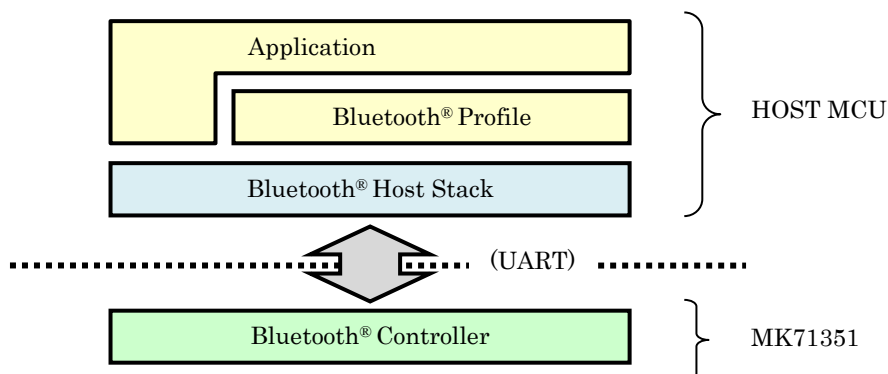 Application
Bluetooth® Profile
HOST MCU
Bluetooth® Host Stack
(UART)
Bluetooth® Controller
MK71351